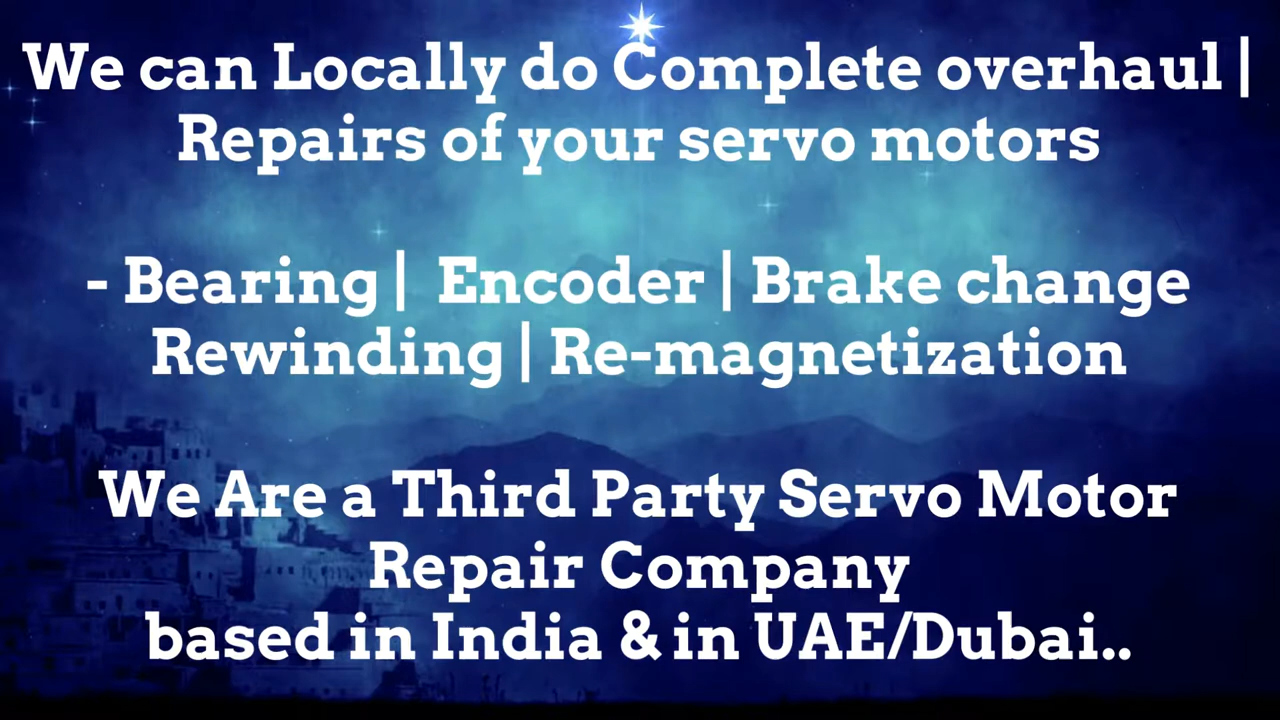 We can Locally do Complete overhaul |
Repairs of your servo motors
- Bearing | Encoder | Brake change
Rewinding | Re-magnetization
We Are a Third Party Servo Motor
Repair Company
based in India & in UAE/Dubai..